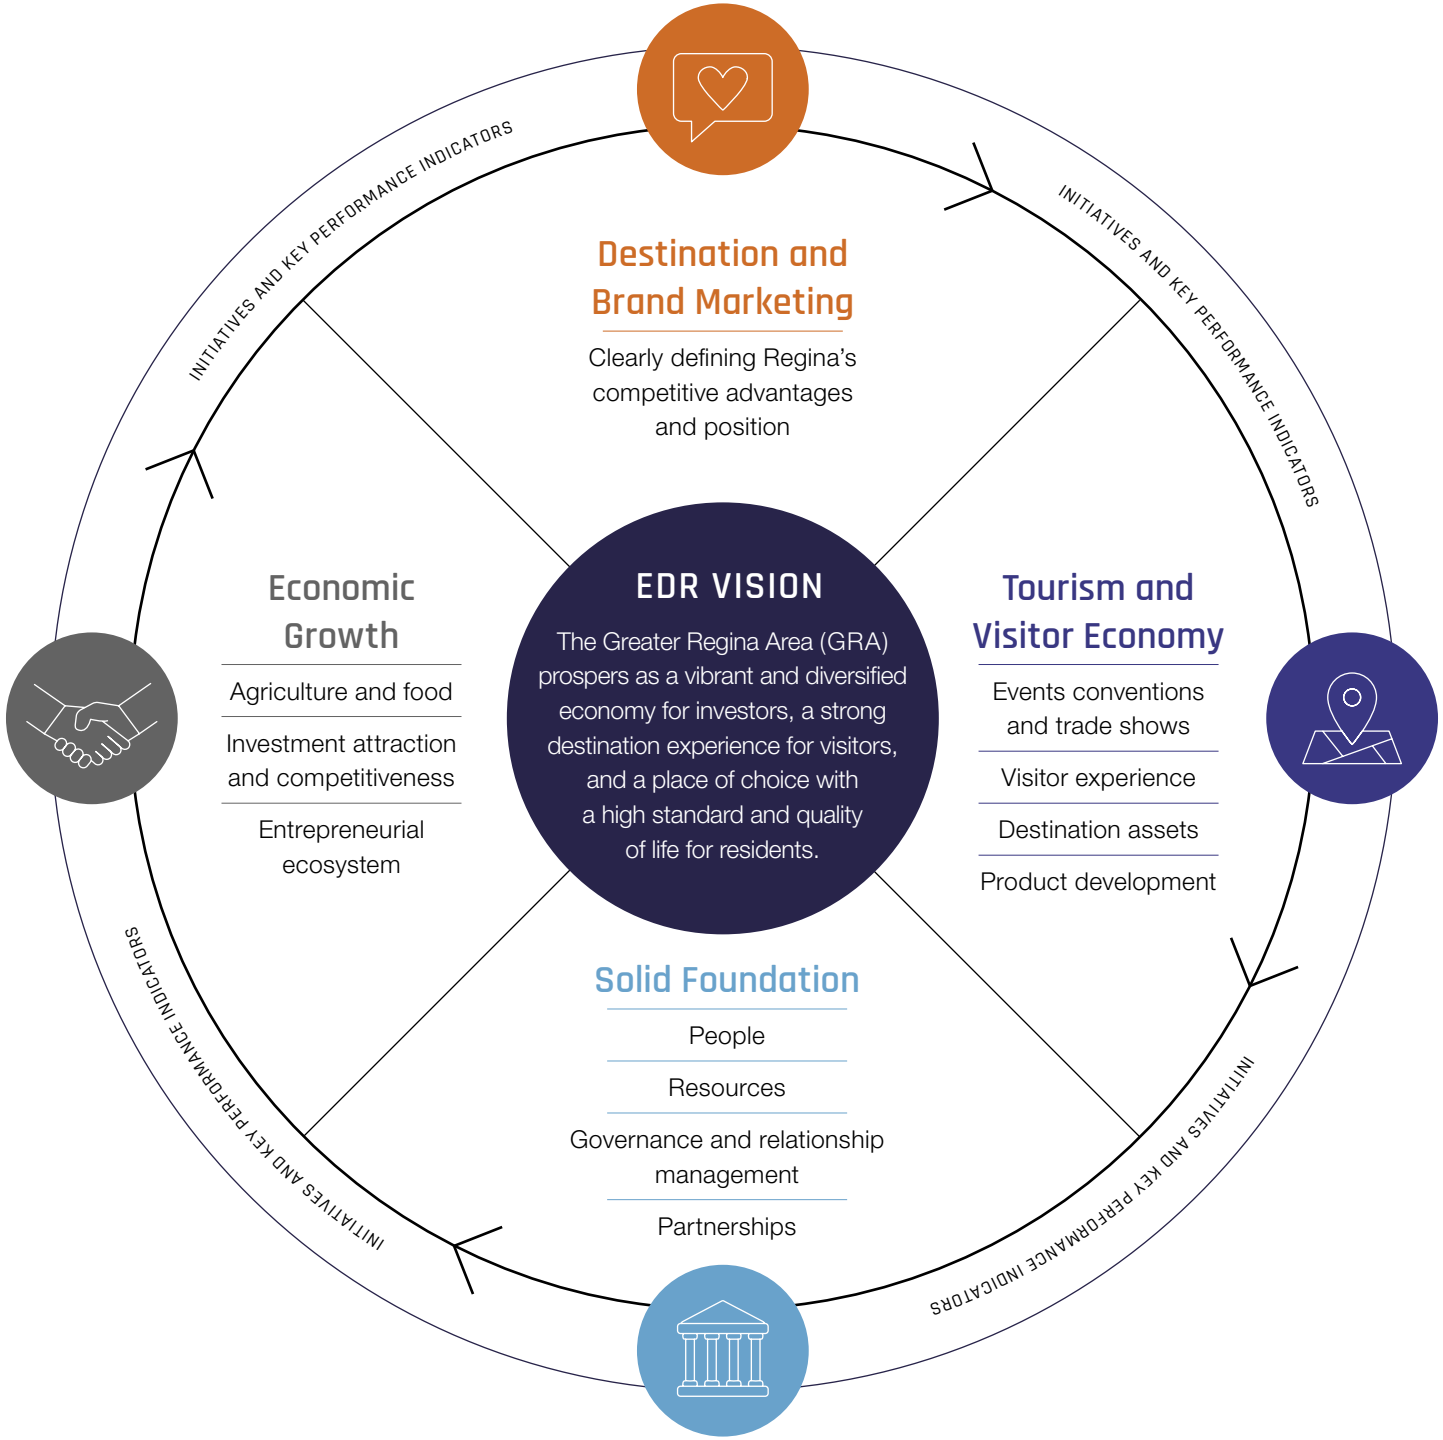 INITIATIVES AND KEY PERFORMANCE INDICATORS
INITIATIVES AND KEY PERFORMANCE INDICATORS
Destination and
Brand Marketing
Clearly defining Regina’s
competitive advantages
and position
Economic
Growth
Agriculture and food
Investment attraction
and competitiveness
Entrepreneurial
ecosystem
EDR VISION
The Greater Regina Area (GRA)
prospers as a vibrant and diversified
economy for investors, a strong
destination experience for visitors,
and a place of choice with
a high standard and quality
of life for residents.
Tourism and
Visitor Economy
Events conventions
and trade shows
Visitor experience
Destination assets
Product development
Solid Foundation
People
Resources
Governance and relationship
management
Partnerships
INITIATIVES AND KEY PERFORMANCE INDICATORS
INITIATIVES AND KEY PERFORMANCE INDICATORS